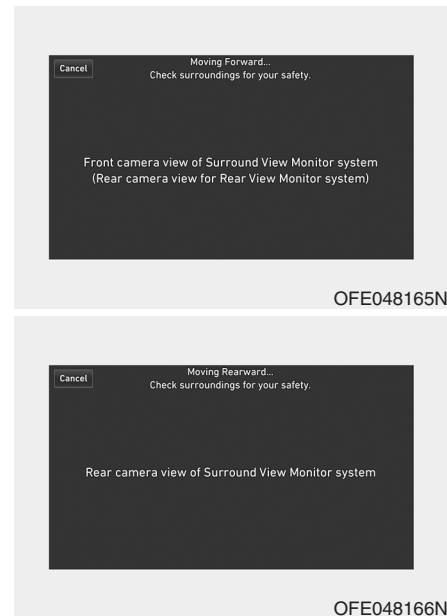 Cancel
Moving Forward...
Check surroundings for your safety.
Front camera view of Surround View Monitor system
(Rear camera view for Rear View Monitor system)
OFE048165N
Cancel
Moving Rearward...
Check surroundings for your safety.
Rear camera view of Surround View Monitor system
OFE048166N